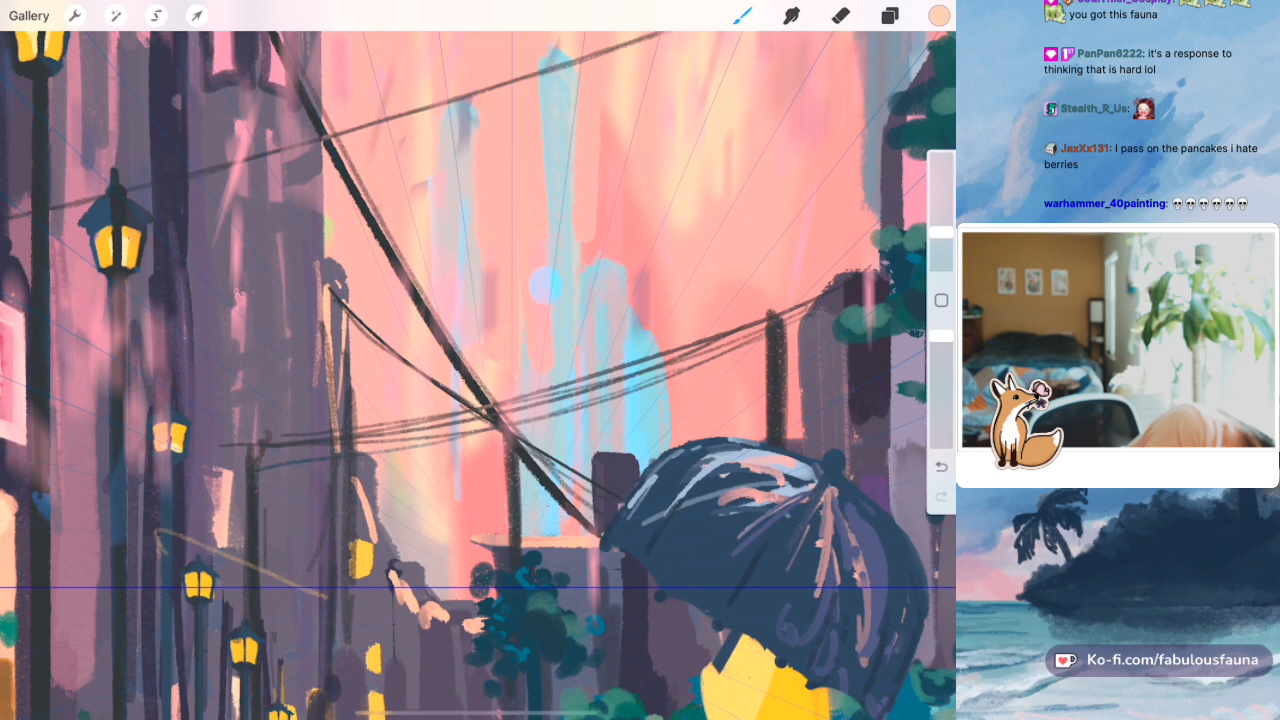 Gallery
you got this fauna
PanPan6222: it's a response to
thinking that is hard lol
Stealth_R_Us:
JaxXx131: I pass on the pancakes i hate
berries
warhammer_40painting:
Ko-fi.com/fabulousfauna